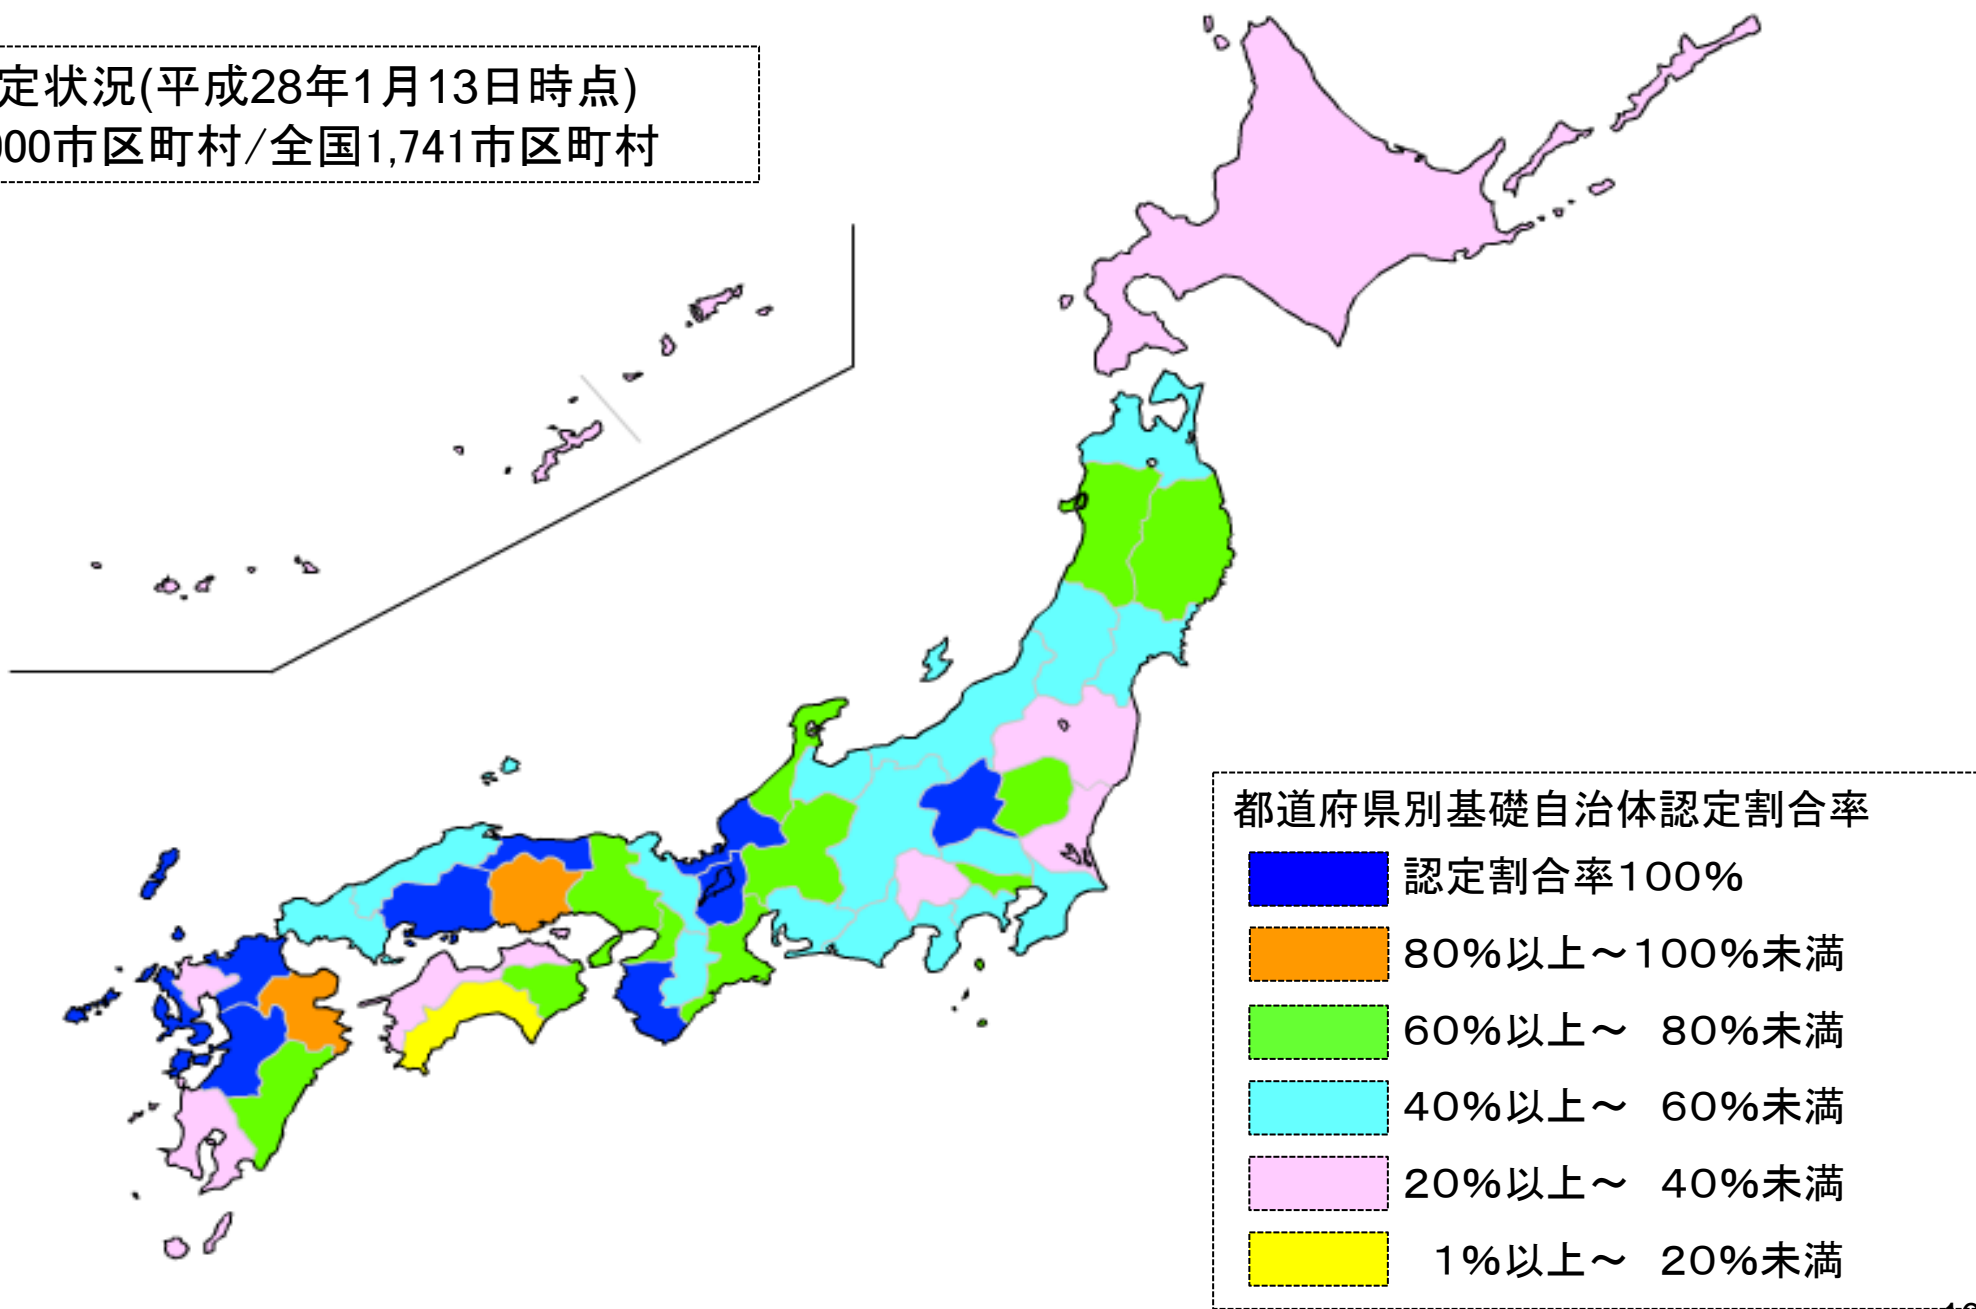 定状況(平成28年1月13日時点)
000市区町村/全国1,741市区町村
都道府県別基礎自治体認定割合率
認定割合率100%
80%以上～100%未満
60%以上～ 80%未満
40%以上～ 60%未満
20%以上～ 40%未満
1%以上～ 20%未満